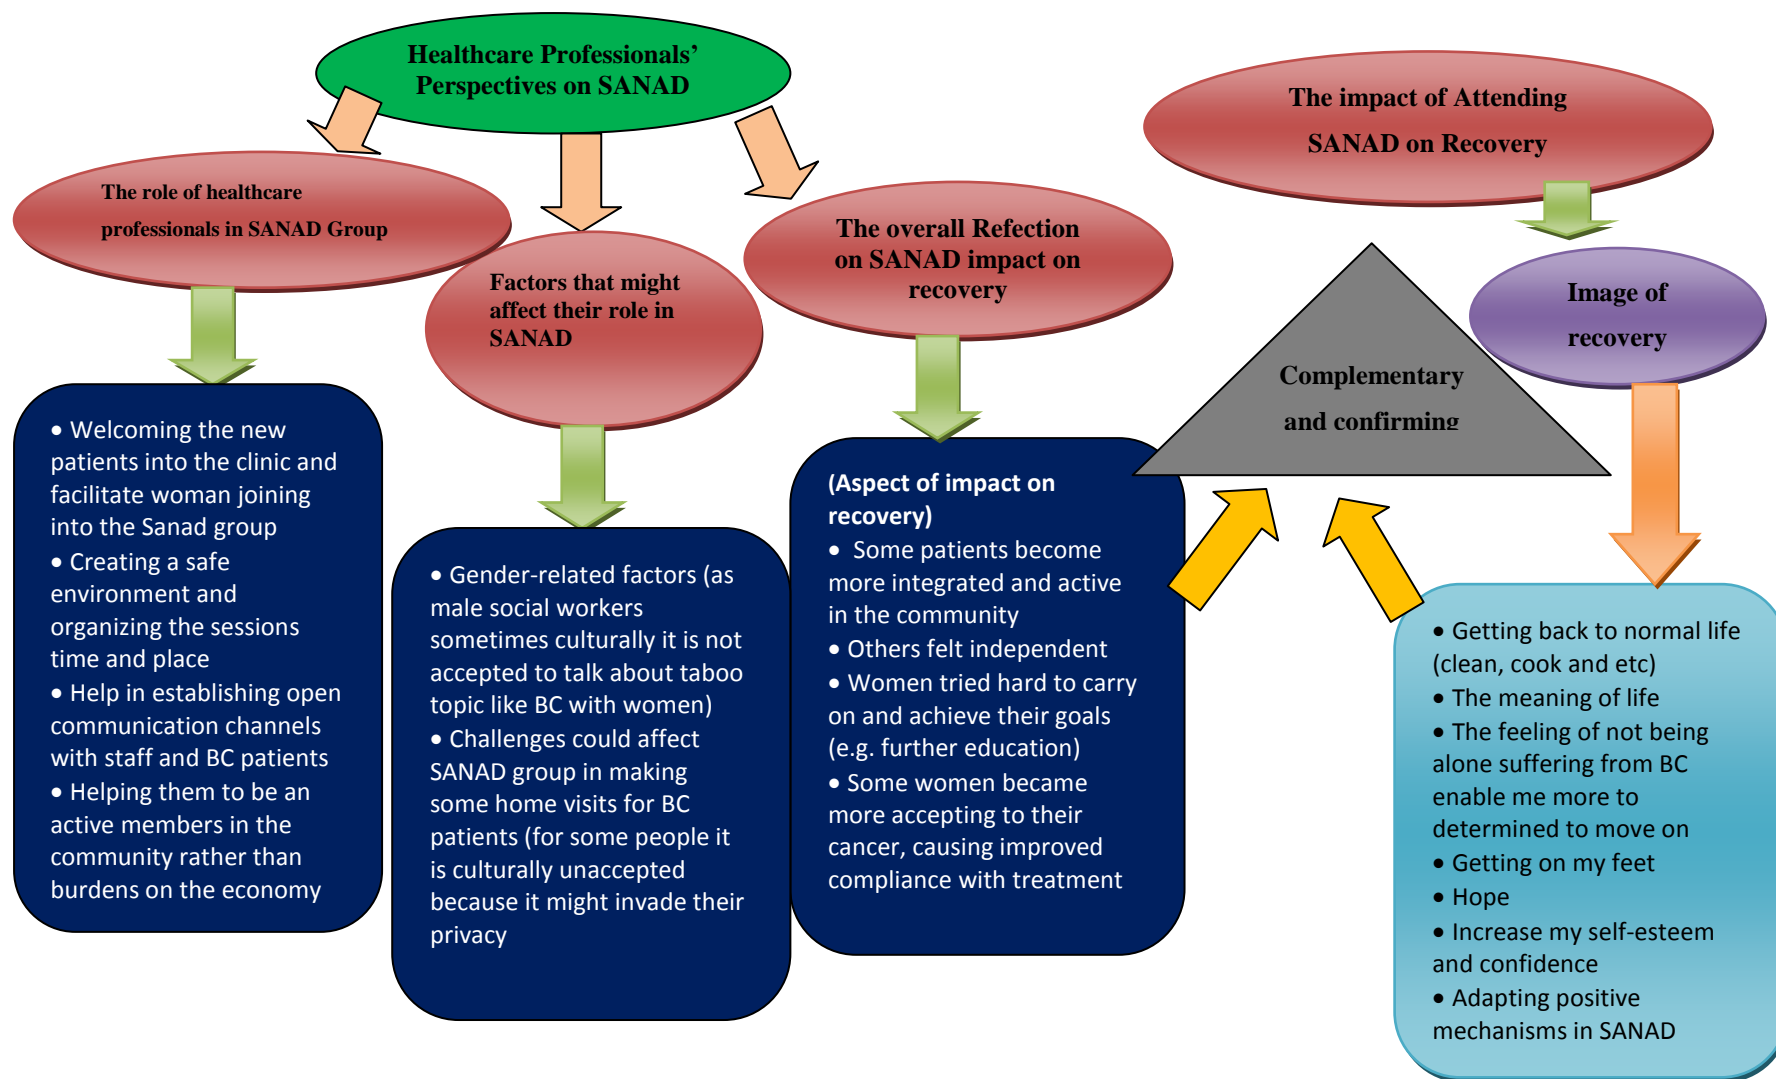 Healthcare Professionals’
Perspectives on SANAD
The role of healthcare
professionals in SANAD Group
Factors that might
affect their role in
SANAD
The overall Refection
on SANAD impact on
recovery
The impact of Attending
SANAD on Recovery
Image of
recovery
Complementary
and confirming
• Welcoming the new
patients into the clinic and
facilitate woman joining
into the Sanad group
• Creating a safe
environment and
organizing the sessions
time and place
• Help in establishing open
communication channels
with staff and BC patients
• Helping them to be an
active members in the
community rather than
burdens on the economy
• Gender-related factors (as
male social workers
sometimes culturally it is not
accepted to talk about taboo
topic like BC with women)
• Challenges could affect
SANAD group in making
some home visits for BC
patients (for some people it
is culturally unaccepted
because it might invade their
privacy
(Aspect of impact on
recovery)
• Some patients become
more integrated and active
in the community
• Others felt independent
• Women tried hard to carry
on and achieve their goals
(e.g. further education)
• Some women became
more accepting to their
cancer, causing improved
compliance with treatment
• Getting back to normal life
(clean, cook and etc)
• The meaning of life
• The feeling of not being
alone suffering from BC
enable me more to
determined to move on
• Getting on my feet
• Hope
• Increase my self-esteem
and confidence
• Adapting positive
mechanisms in SANAD